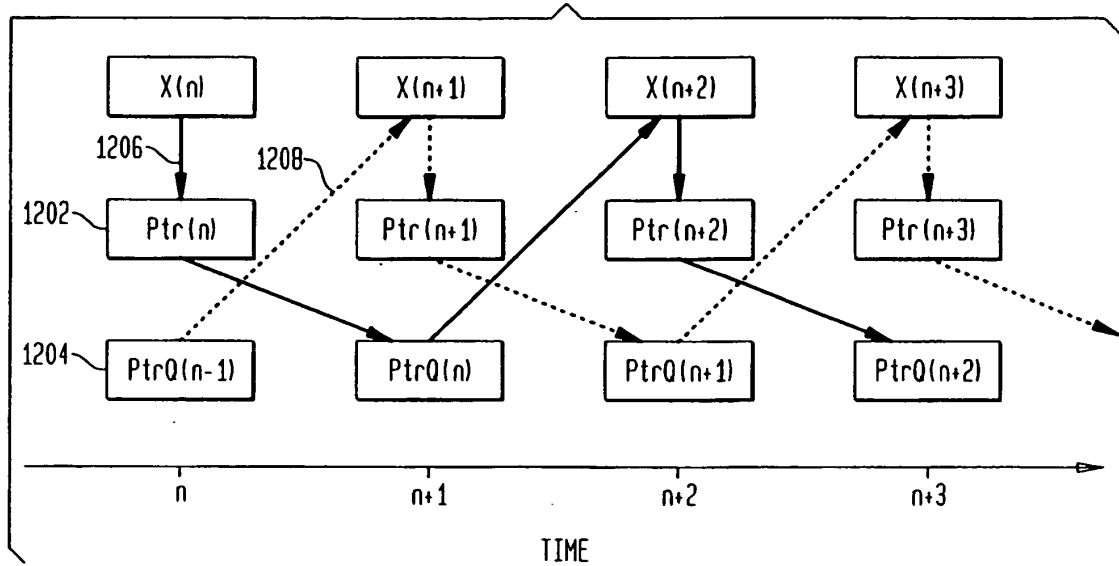 X(n) X(n+1) X(n+2) X(n+3)
1206 1208
1202 Ptr(n) Ptr(n+1) Ptr(n+2) Ptr(n+3)
1204 PtrQ(n-1) PtrQ(n) PtrQ(n+1) PtrQ(n+2)
n n+1 n+2 n+3
TIME